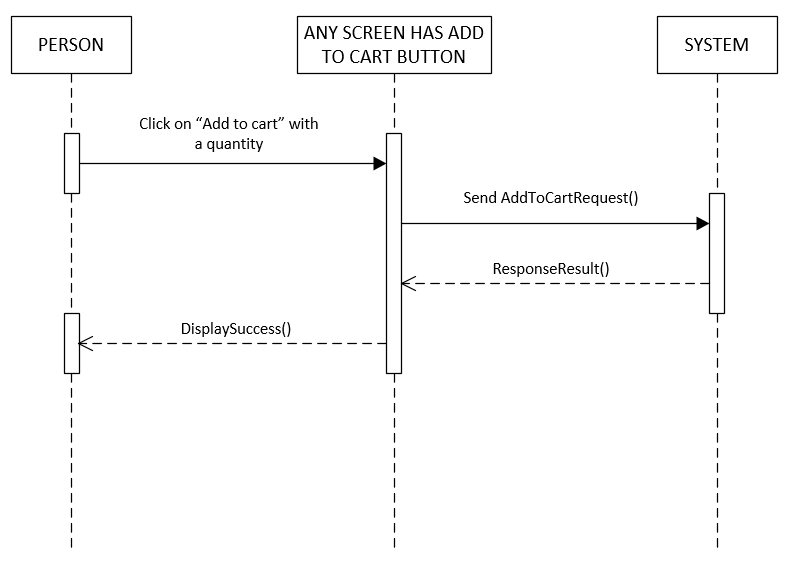 PERSON
ANY SCREEN HAS ADD
TO CART BUTTON
SYSTEM
Click on “Add to cart” with
a quantity
Send AddToCartRequest()
ResponseResult()
DisplaySuccess()